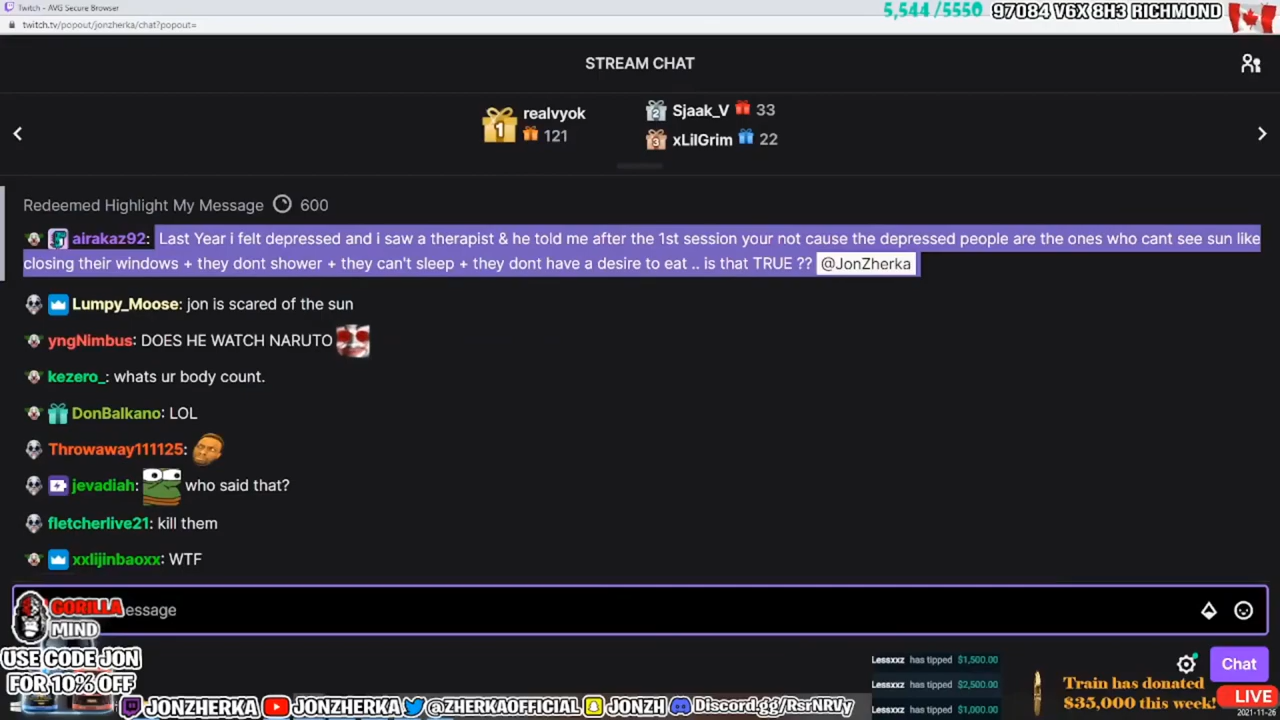 Twitch - AVG Secure Browser
twitch.tv/popout/jonzherka/chat?popout=
5,544 /5550 97084 V6X 8H3 RICHMOND
STREAM CHAT
1 realvyok 121
2 Sjaak_V 33
3 xLilGrim 22
Redeemed Highlight My Message 600
airakaz92: Last Year i felt depressed and i saw a therapist & he told me after the 1st session your not cause the depressed people are the ones who cant see sun like
closing their windows + they dont shower + they can't sleep + they dont have a desire to eat .. is that TRUE ?? @JonZherka
Lumpy_Moose: jon is scared of the sun
yngNimbus: DOES HE WATCH NARUTO
kezero_: whats ur body count.
DonBalkano: LOL
Throwaway111125:
jevadiah: who said that?
fletcherlive21: kill them
xxlijinbaoxx: WTF
essage
GORILLA
MIND
USE CODE JON
FOR 10% OFF
Lessxxz has tipped $1,500.00
Lessxxz has tipped $2,500.00
Lessxxz has tipped $1,000.00
Chat
Train has donated
$35,000 this week!
LIVE
2021-11-26
JONZHERKA JONZHERKA @ZHERKAOFFICIAL JONZH Discord.gg/RsrNRVy